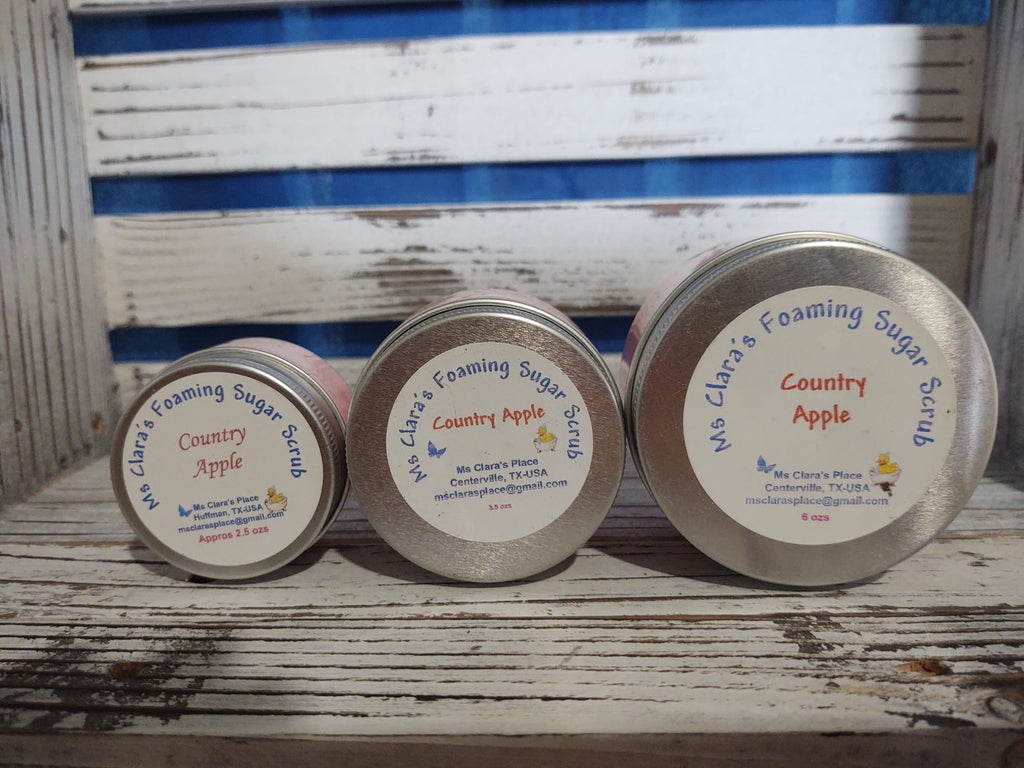 Ms Clara's Foaming Sugar Scrub
Country
Apple
Ms Clara's Place
Huffman, TX-USA
msclarasplace@gmail.com
Appros 2.5 ozs
Ms Clara's Foaming Sugar Scrub
Country Apple
Ms Clara's Place
Centerville, TX-USA
msclarasplace@gmail.com
3.5 ozs
Ms Clara's Foaming Sugar Scrub
Country
Apple
Ms Clara's Place
Centerville, TX-USA
msclarasplace@gmail.com
6 ozs